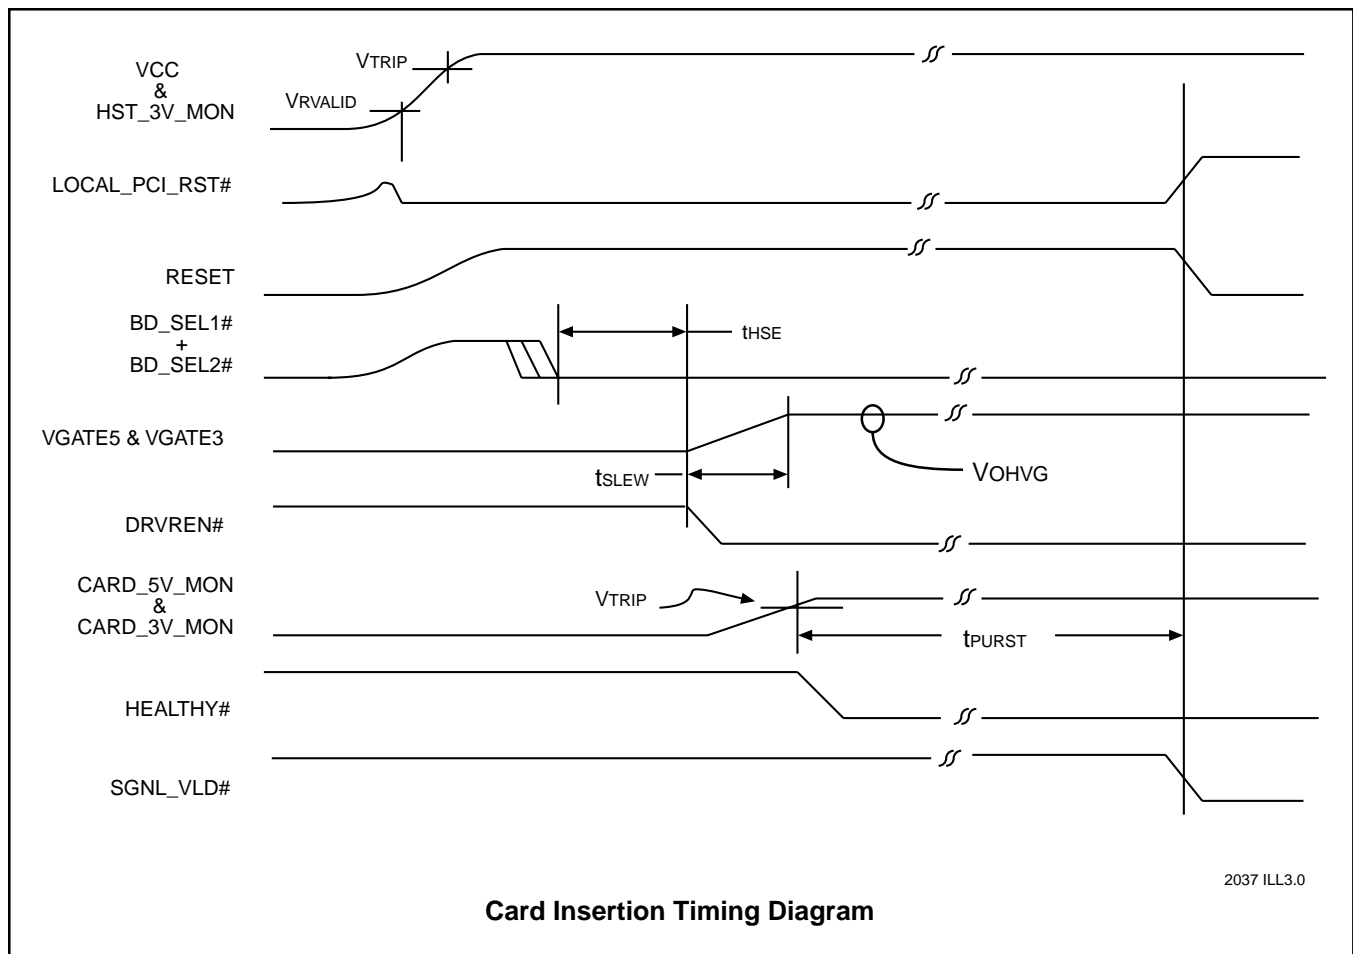 VTRIP
VCC
&
HST_3V_MON
VRVALID
LOCAL_PCI_RST#
RESET
BD_SEL1#
+
BD_SEL2#
tHSE
VGATE5 & VGATE3
tSLEW
VOHVG
DRVREN#
CARD_5V_MON
&
CARD_3V_MON
VTRIP
tPURST
HEALTHY#
SGNL_VLD#
2037 ILL3.0
Card Insertion Timing Diagram